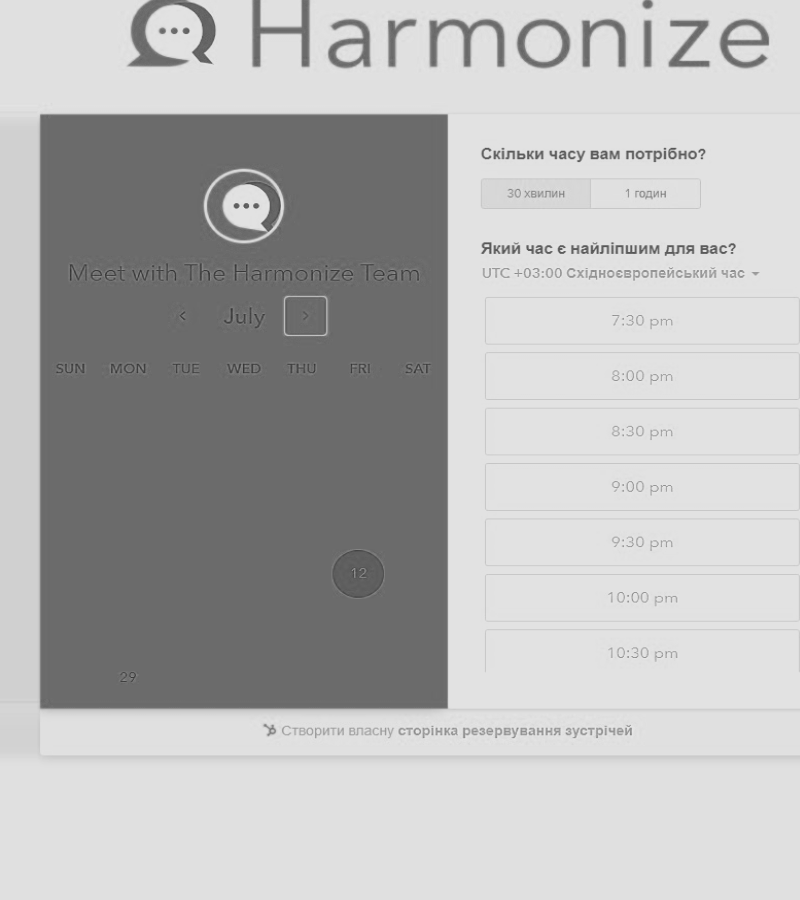 Harmonize
Meet with The Harmonize Team
July
SUN MON TUE WED THU FRI SAT
12
29
Скільки часу вам потрібно?
30 хвилин 1 годин
Який час є найліпшим для вас?
UTC +03:00 Східноєвропейський час
7:30 pm
8:00 pm
8:30 pm
9:00 pm
9:30 pm
10:00 pm
10:30 pm
Створити власну сторінка резервування зустрічей